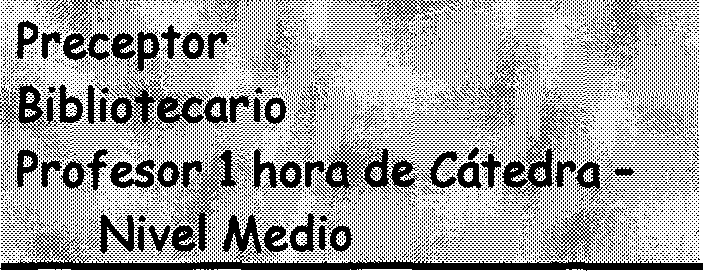 Preceptor
Bibliotecario
Profesor 1 hora de Cátedra -
Nivel Medio